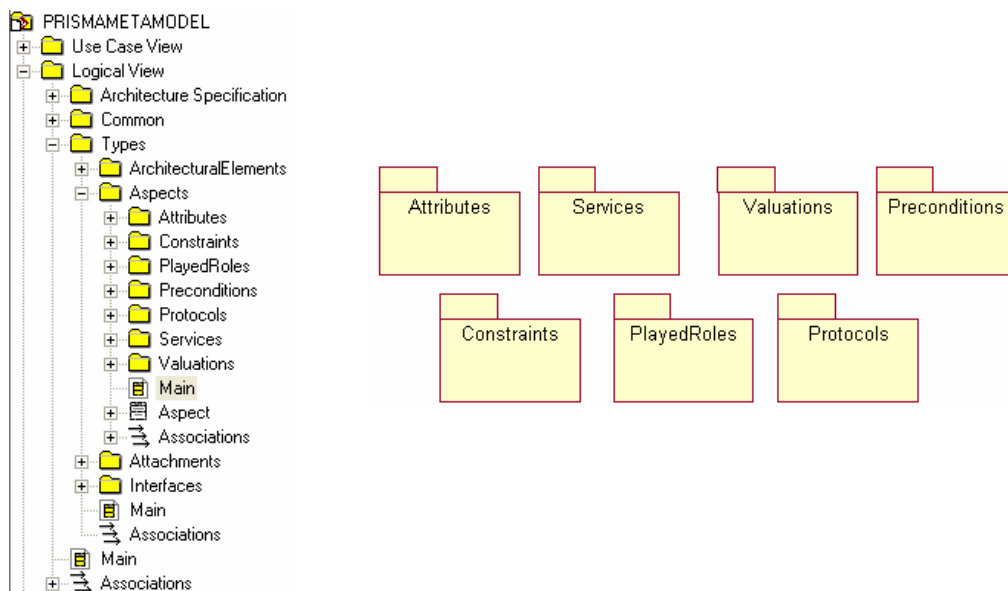 PRISMAMETAMODEL
Use Case View
Logical View
Architecture Specification
Common
Types
ArchitecturalElements
Aspects
Attributes
Constraints
PlayedRoles
Preconditions
Protocols
Services
Valuations
Main
Aspect
Associations
Attachments
Interfaces
Main
Associations
Main
Associations
Attributes Services Valuations Preconditions
Constraints PlayedRoles Protocols